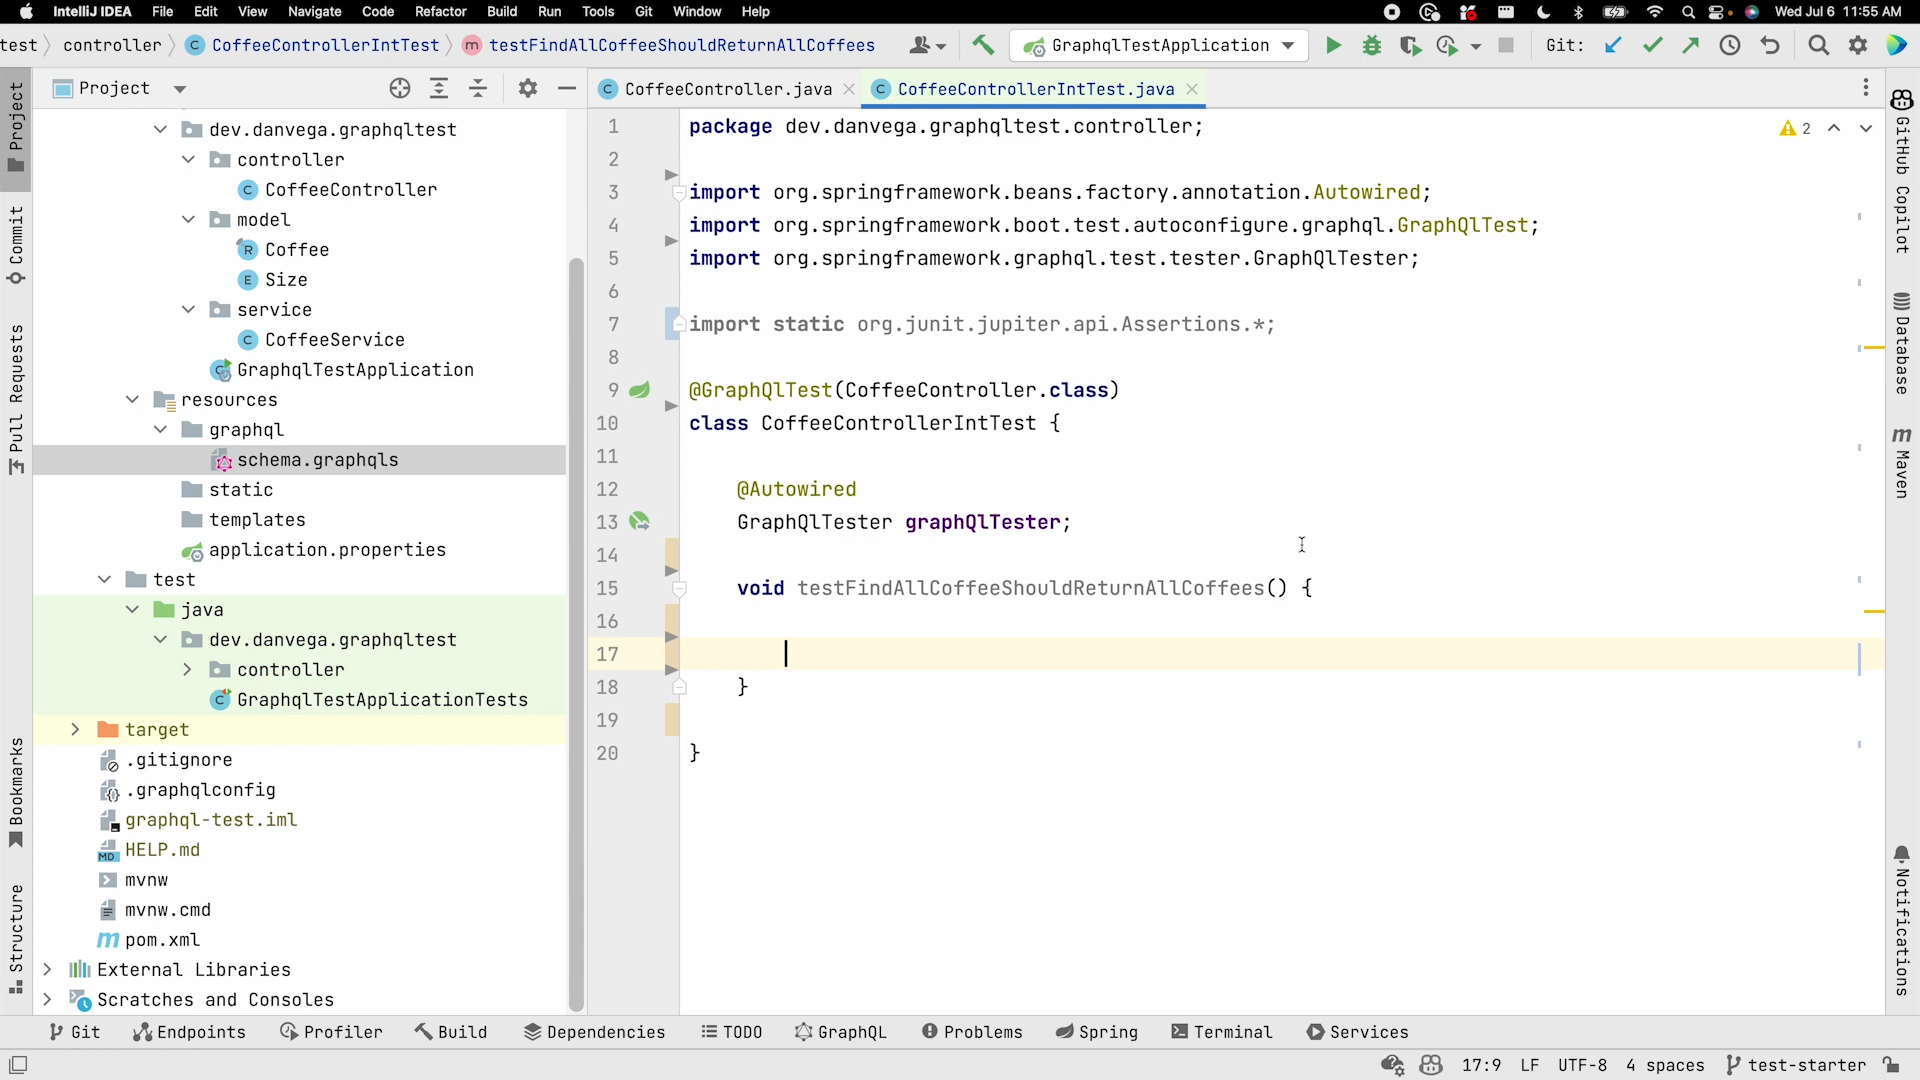 IntelliJ IDEA File Edit View Navigate Code Refactor Build Run Tools Git Window Help Wed Jul 6 11:55 AM
test controller CoffeeControllerIntTest testFindAllCoffeeShouldReturnAllCoffees GraphqlTestApplication Git:
Project
CoffeeController.java CoffeeControllerIntTest.java
Project
Commit
Pull Requests
Bookmarks
Structure
dev.danvega.graphqltest
controller
CoffeeController
model
Coffee
Size
service
CoffeeService
GraphqlTestApplication
resources
graphql
schema.graphqls
static
templates
application.properties
test
java
dev.danvega.graphqltest
controller
GraphqlTestApplicationTests
target
.gitignore
.graphqlconfig
graphql-test.iml
HELP.md
mvnw
mvnw.cmd
pom.xml
External Libraries
Scratches and Consoles
2
1 package dev.danvega.graphqltest.controller;
2
3 import org.springframework.beans.factory.annotation.Autowired;
4 import org.springframework.boot.test.autoconfigure.graphql.GraphQlTest;
5 import org.springframework.graphql.test.tester.GraphQlTester;
6
7 import static org.junit.jupiter.api.Assertions.*;
8
9 @GraphQlTest(CoffeeController.class)
10 class CoffeeControllerIntTest {
11
12 @Autowired
13 GraphQlTester graphQlTester;
14
15 void testFindAllCoffeeShouldReturnAllCoffees() {
16
17
18 }
19
20 }
GitHub Copilot
Database
Maven
Notifications
Git Endpoints Profiler Build Dependencies TODO GraphQL Problems Spring Terminal Services
17:9 LF UTF-8 4 spaces test-starter